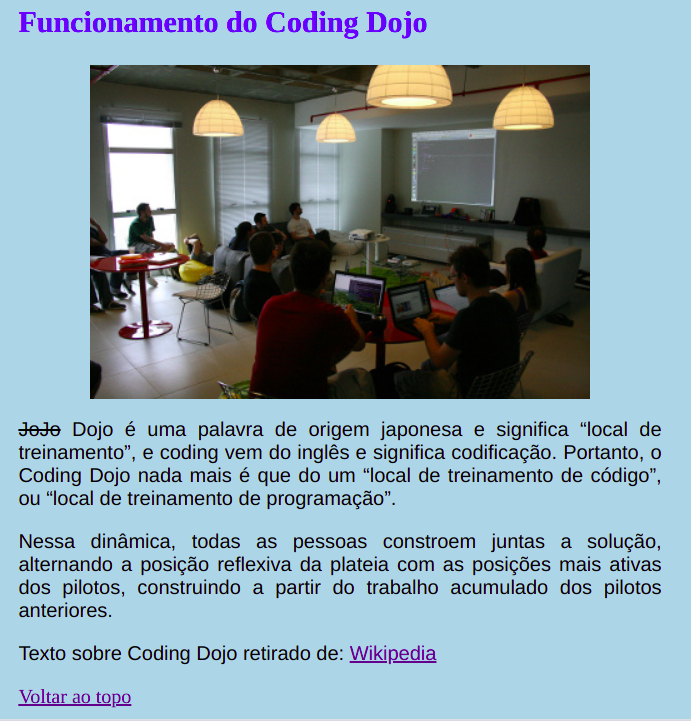 Funcionamento do Coding Dojo
JoJo Dojo é uma palavra de origem japonesa e significa “local de
treinamento”, e coding vem do inglês e significa codificação. Portanto, o
Coding Dojo nada mais é que do um “local de treinamento de código”,
ou “local de treinamento de programação”.
Nessa dinâmica, todas as pessoas constroem juntas a solução,
alternando a posição reflexiva da plateia com as posições mais ativas
dos pilotos, construindo a partir do trabalho acumulado dos pilotos
anteriores.
Texto sobre Coding Dojo retirado de: Wikipedia
Voltar ao topo